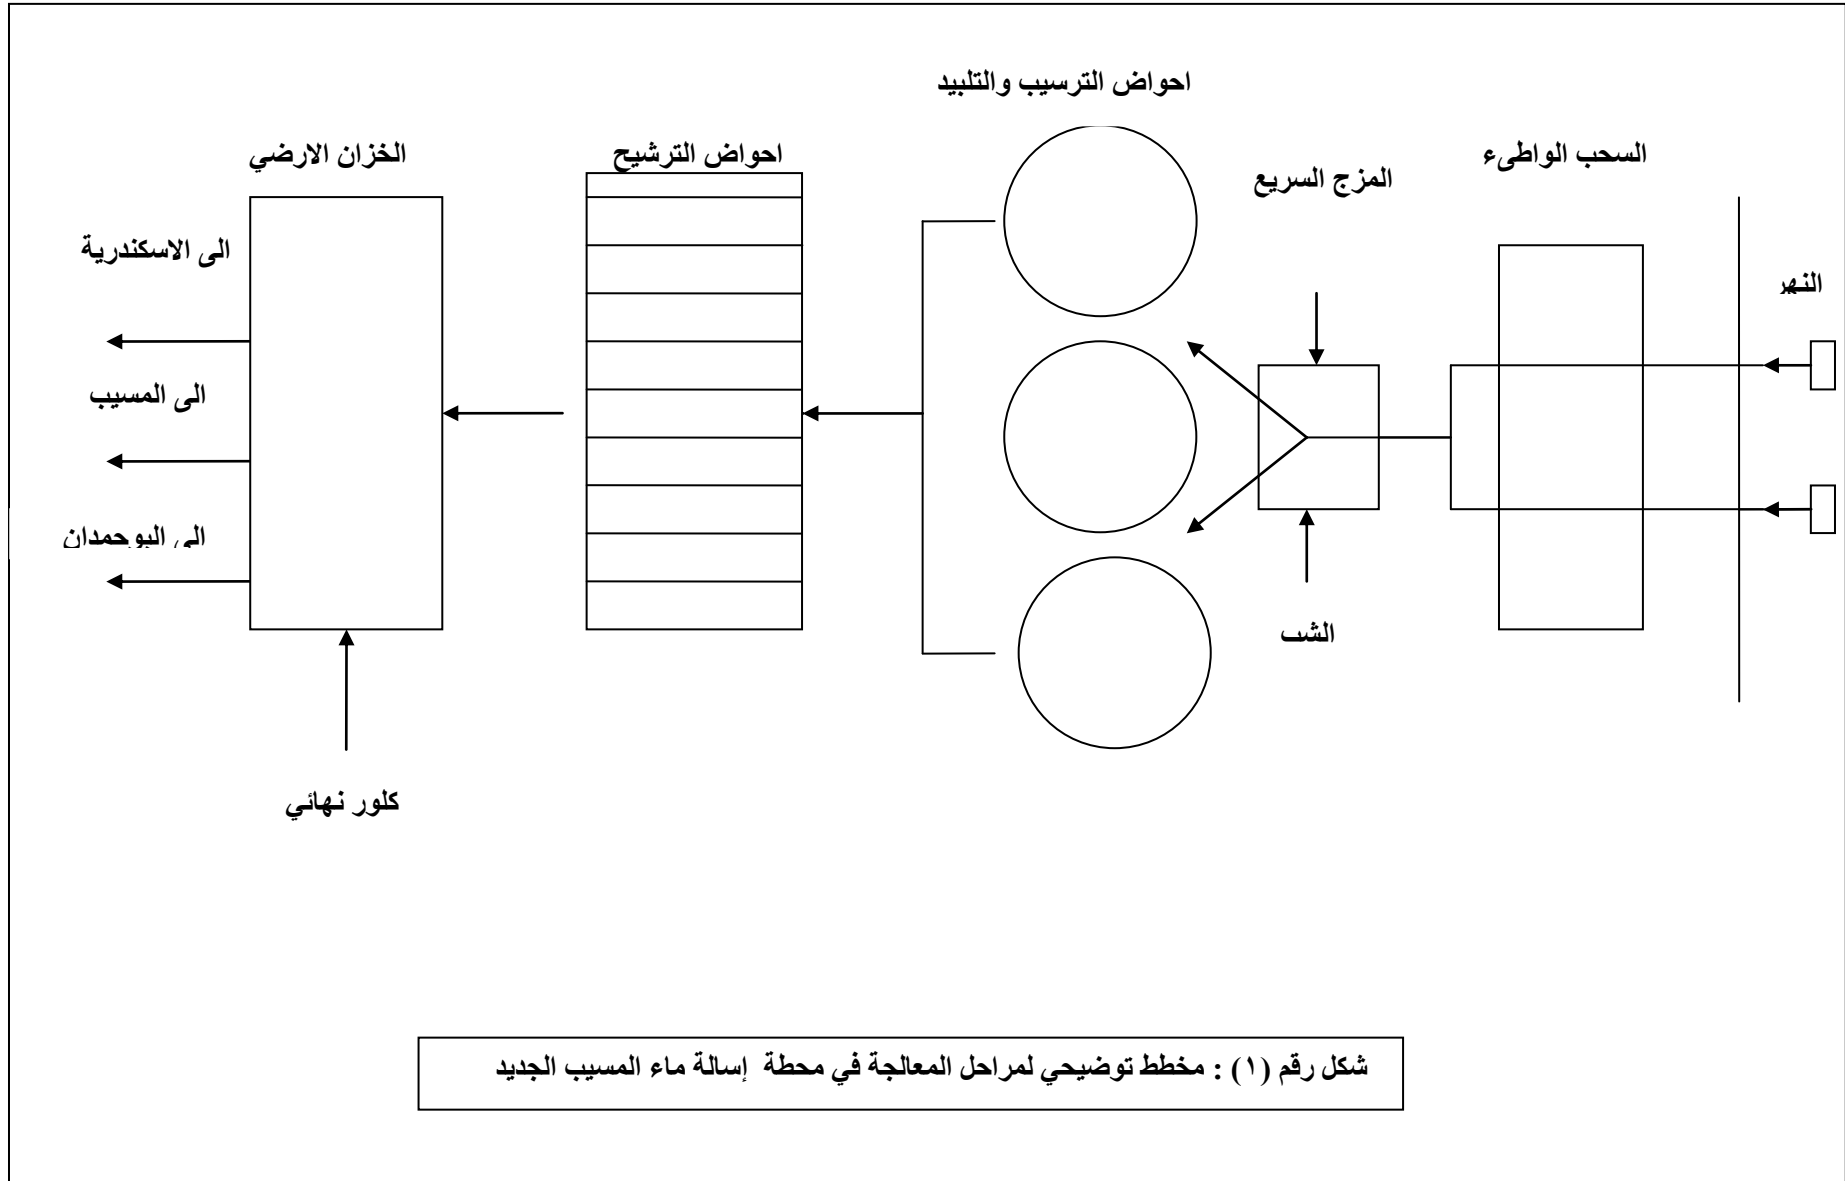 احواض الترسيب والتلبيد
السحب الواطىء
المزج السريع
احواض الترشيح
الخزان الارضي
النهر
الى الاسكندرية
الى المسيب
الى البوحمدان
الشب
كلور نهائي
شكل رقم (١) : مخطط توضيحي لمراحل المعالجة في محطة إسالة ماء المسيب الجديد